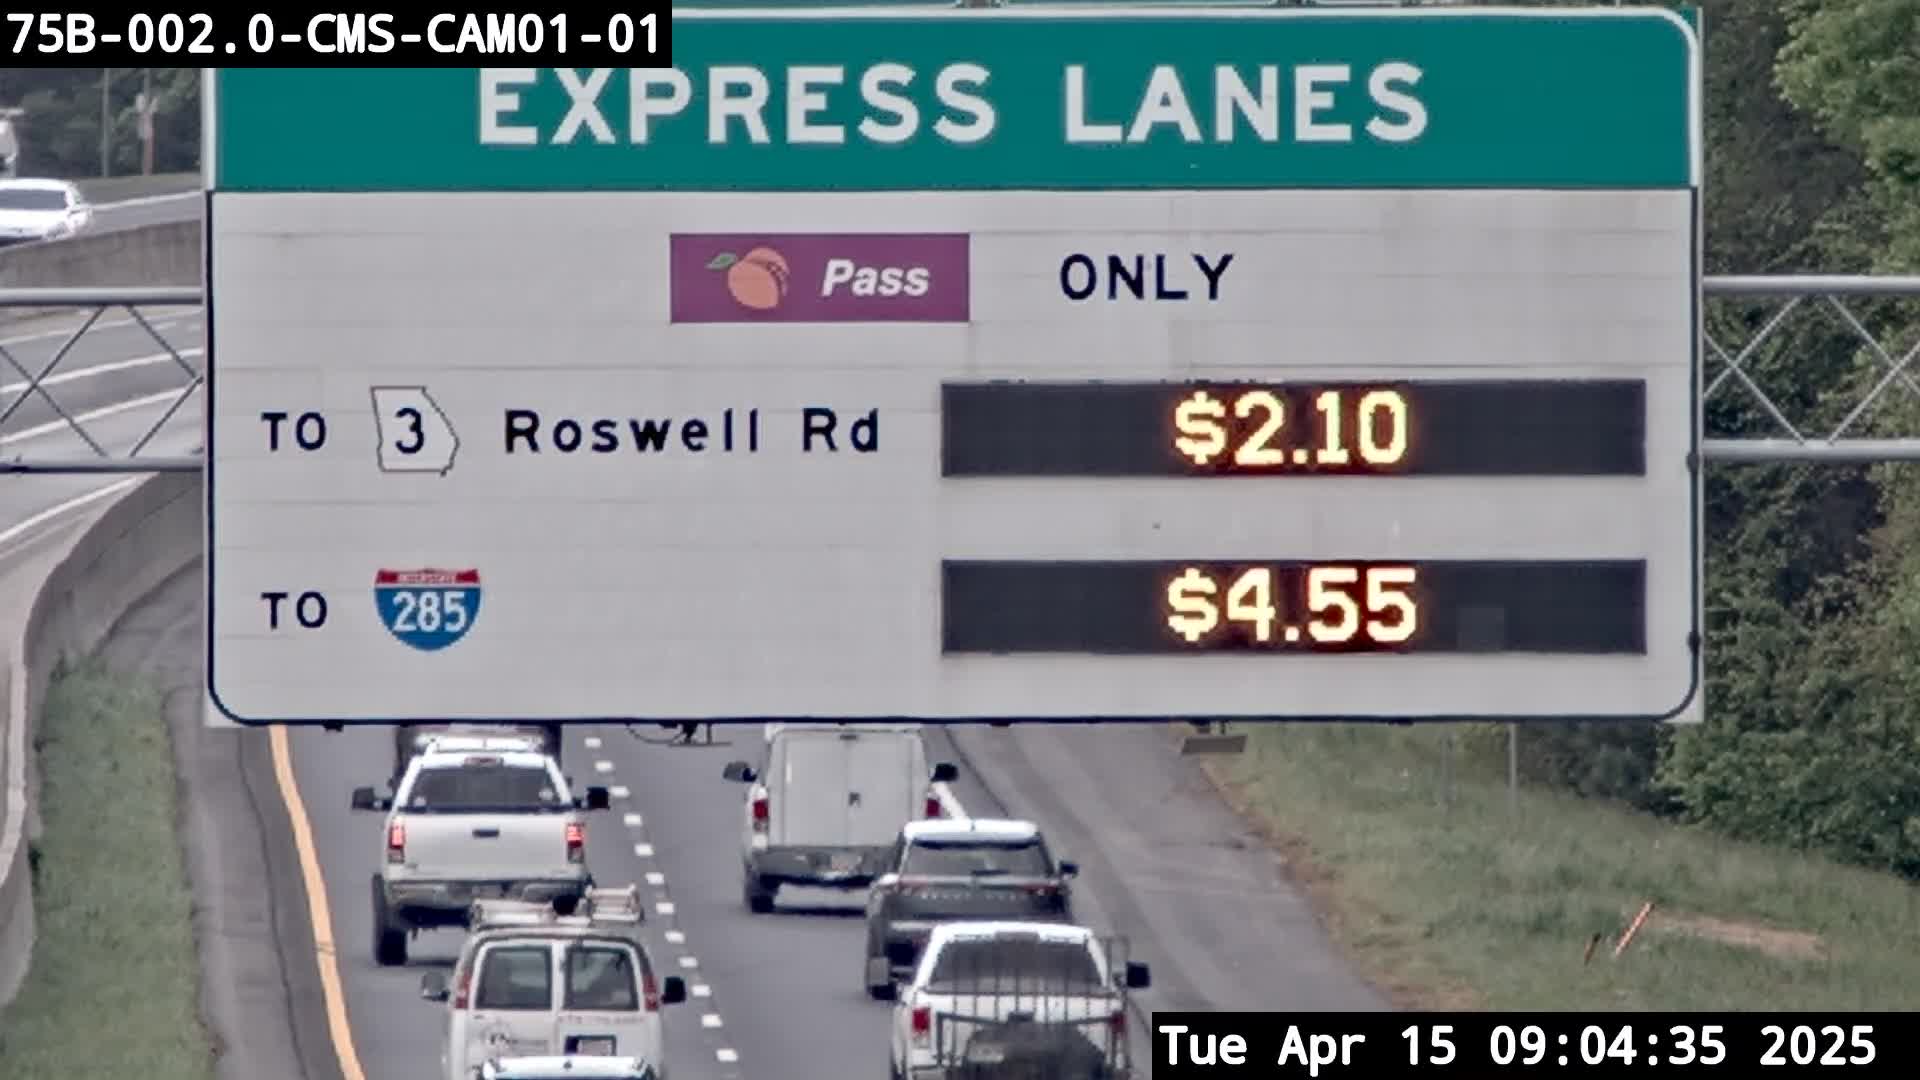 75B-002.0-CMS-CAM01-01
EXPRESS LANES
Pass ONLY
TO 3 Roswell Rd $2.10
TO 285 $4.55
Tue Apr 15 09:04:35 2025